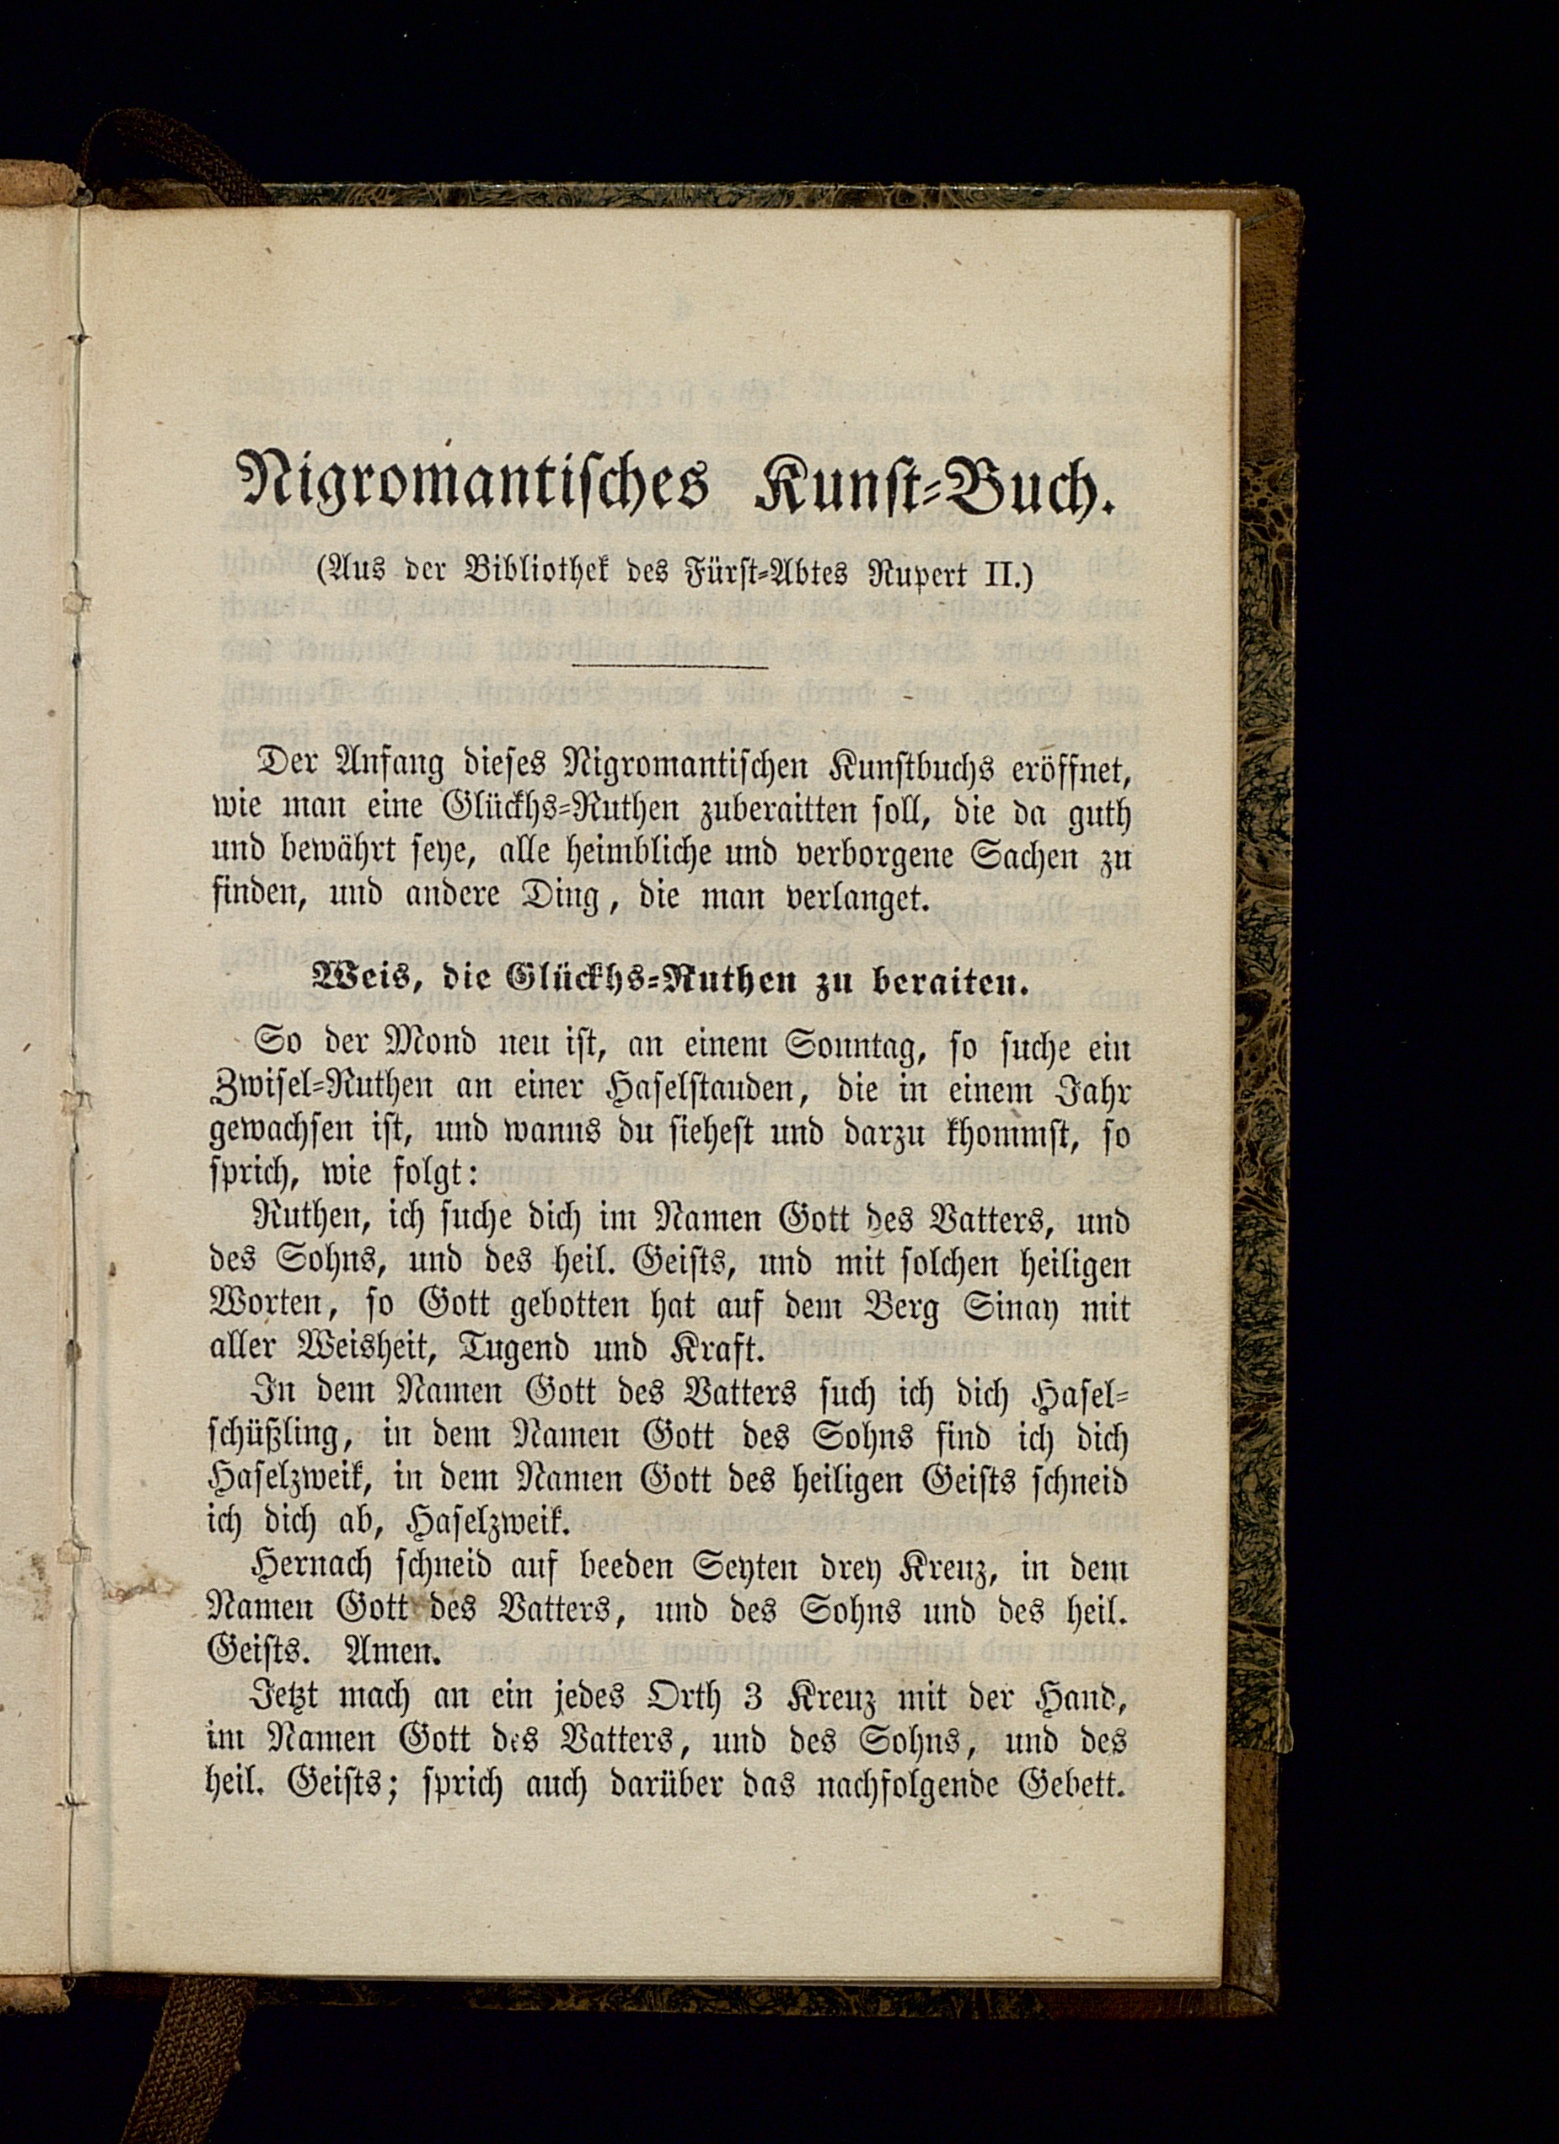 Nigromantisches Kunst-Buch.
(Aus der Bibliothek des Fürst-Abtes Rupert II.)
Der Anfang dieses Nigromantischen Kunstbuchs eröffnet,
wie man eine Glückhs-Ruthen zuberaitten soll, die da guth
und bewährt seye, alle heimbliche und verborgene Sachen zu
finden, und andere Ding, die man verlanget.
Weis, die Glückhs-Ruthen zu beraiten.
So der Mond neu ist, an einem Sonntag, so suche ein
Zwisel-Ruthen an einer Haselstauden, die in einem Jahr
gewachsen ist, und wanns du siehest und darzu khommst, so
sprich, wie folgt:
Ruthen, ich suche dich im Namen Gott des Vatters, und
des Sohns, und des heil. Geists, und mit solchen heiligen
Worten, so Gott gebotten hat auf dem Berg Sinay mit
aller Weisheit, Tugend und Kraft.
In dem Namen Gott des Vatters such ich dich Hasel-
schüßling, in dem Namen Gott des Sohns find ich dich
Haselzweik, in dem Namen Gott des heiligen Geists schneid
ich dich ab, Haselzweik.
Hernach schneid auf beeden Seyten drey Kreuz, in dem
Namen Gott des Vatters, und des Sohns und des heil.
Geists. Amen.
Jetzt mach an ein jedes Orth 3 Kreuz mit der Hand,
im Namen Gott des Vatters, und des Sohns, und des
heil. Geists; sprich auch darüber das nachfolgende Gebett.